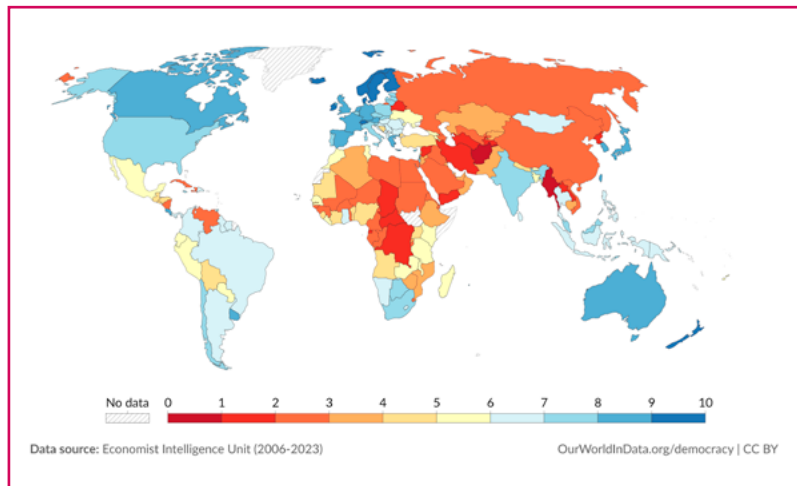 No data 0 1 2 3 4 5 6 7 8 9 10
Data source: Economist Intelligence Unit (2006-2023) OurWorldInData.org/democracy | CC BY